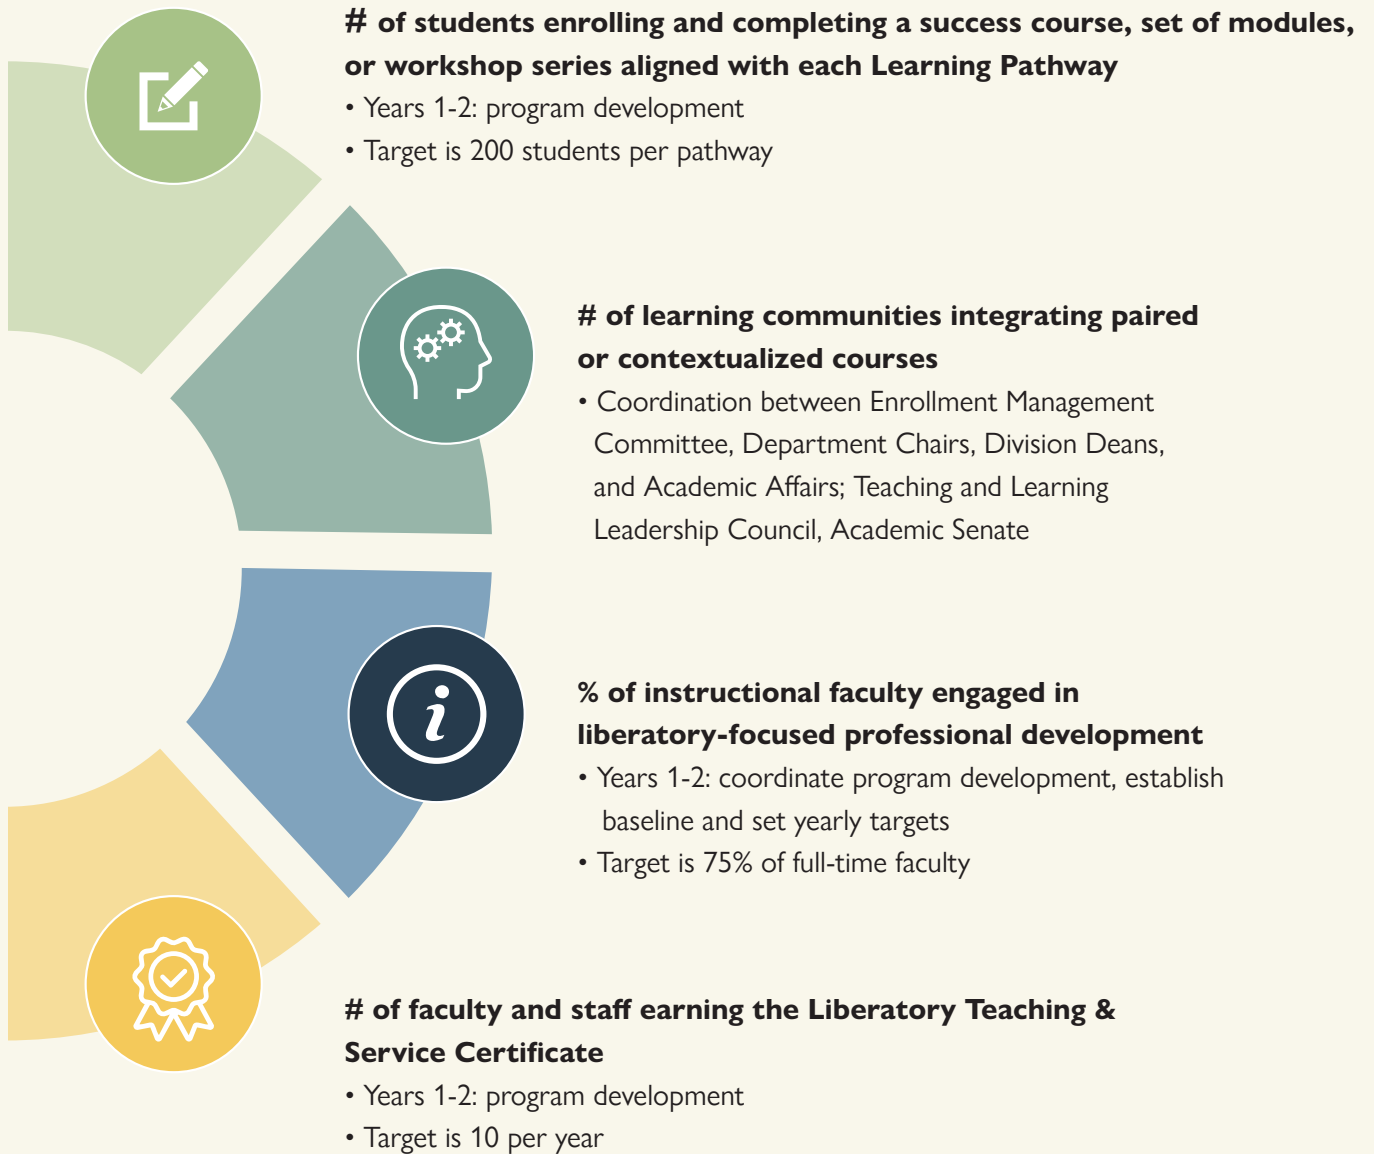 # of students enrolling and completing a success course, set of modules,
or workshop series aligned with each Learning Pathway
• Years 1-2: program development
• Target is 200 students per pathway
# of learning communities integrating paired
or contextualized courses
• Coordination between Enrollment Management
Committee, Department Chairs, Division Deans,
and Academic Affairs; Teaching and Learning
Leadership Council, Academic Senate
% of instructional faculty engaged in
liberatory-focused professional development
• Years 1-2: coordinate program development, establish
baseline and set yearly targets
• Target is 75% of full-time faculty
# of faculty and staff earning the Liberatory Teaching &
Service Certificate
• Years 1-2: program development
• Target is 10 per year